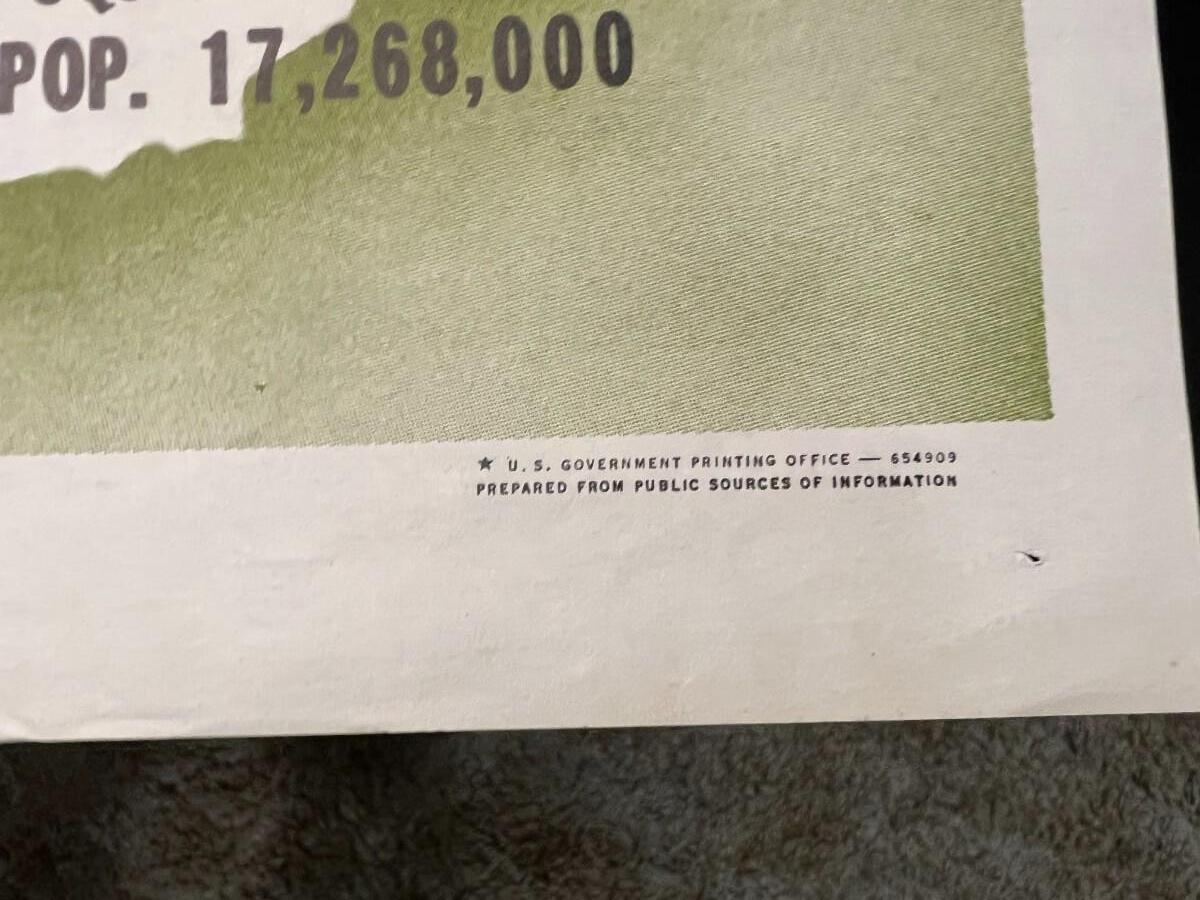 POP. 17,268,000
★ U. S. GOVERNMENT PRINTING OFFICE — 654909
PREPARED FROM PUBLIC SOURCES OF INFORMATION